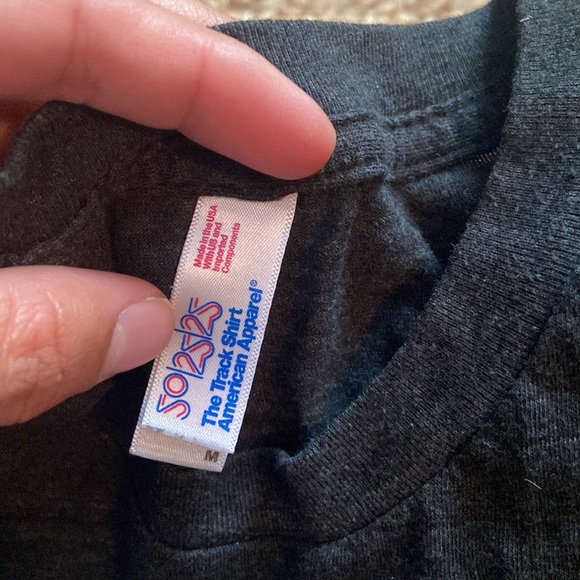 50/25/25
The Track Shirt
American Apparel®
Made in the USA
With US and
Imported
Components
M